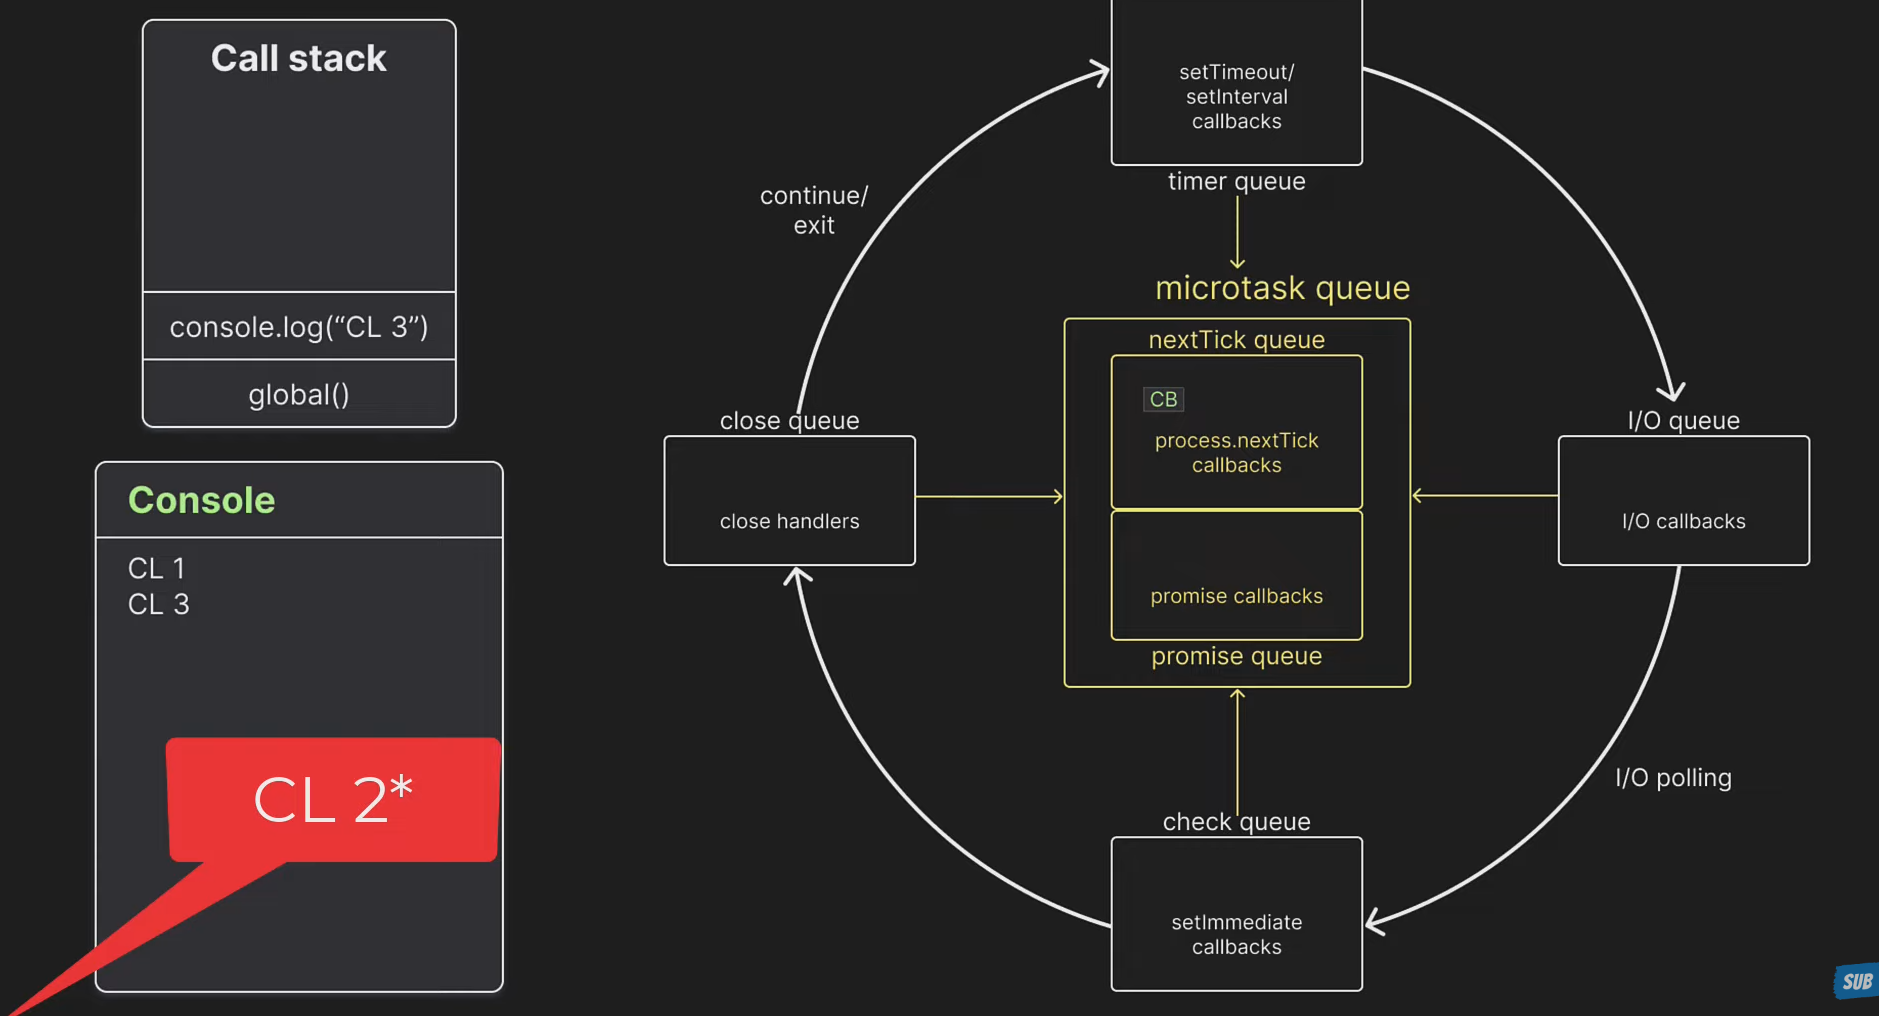 Call stack
console.log(“CL 3”)
global()
Console
CL 1
CL 3
CL 2*
setTimeout/
setInterval
callbacks
timer queue
continue/
exit
microtask queue
nextTick queue
CB
process.nextTick
callbacks
promise callbacks
promise queue
close queue
close handlers
I/O queue
I/O callbacks
I/O polling
check queue
setImmediate
callbacks
SUB